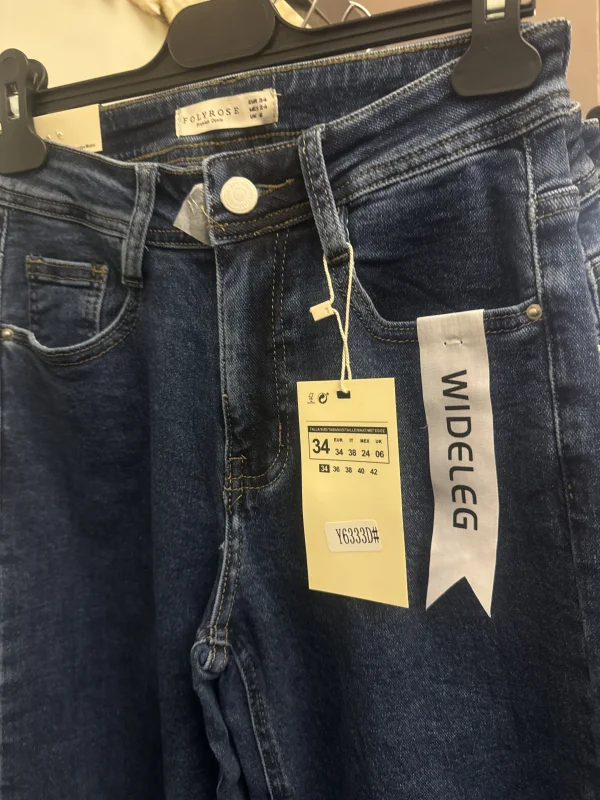 FOLYROSE
EUR 34
MEX 24
UK 6
34
EUR IT MEX UK
34 38 24 06
34 36 38 40 42
Y6333D#
WIDELEG